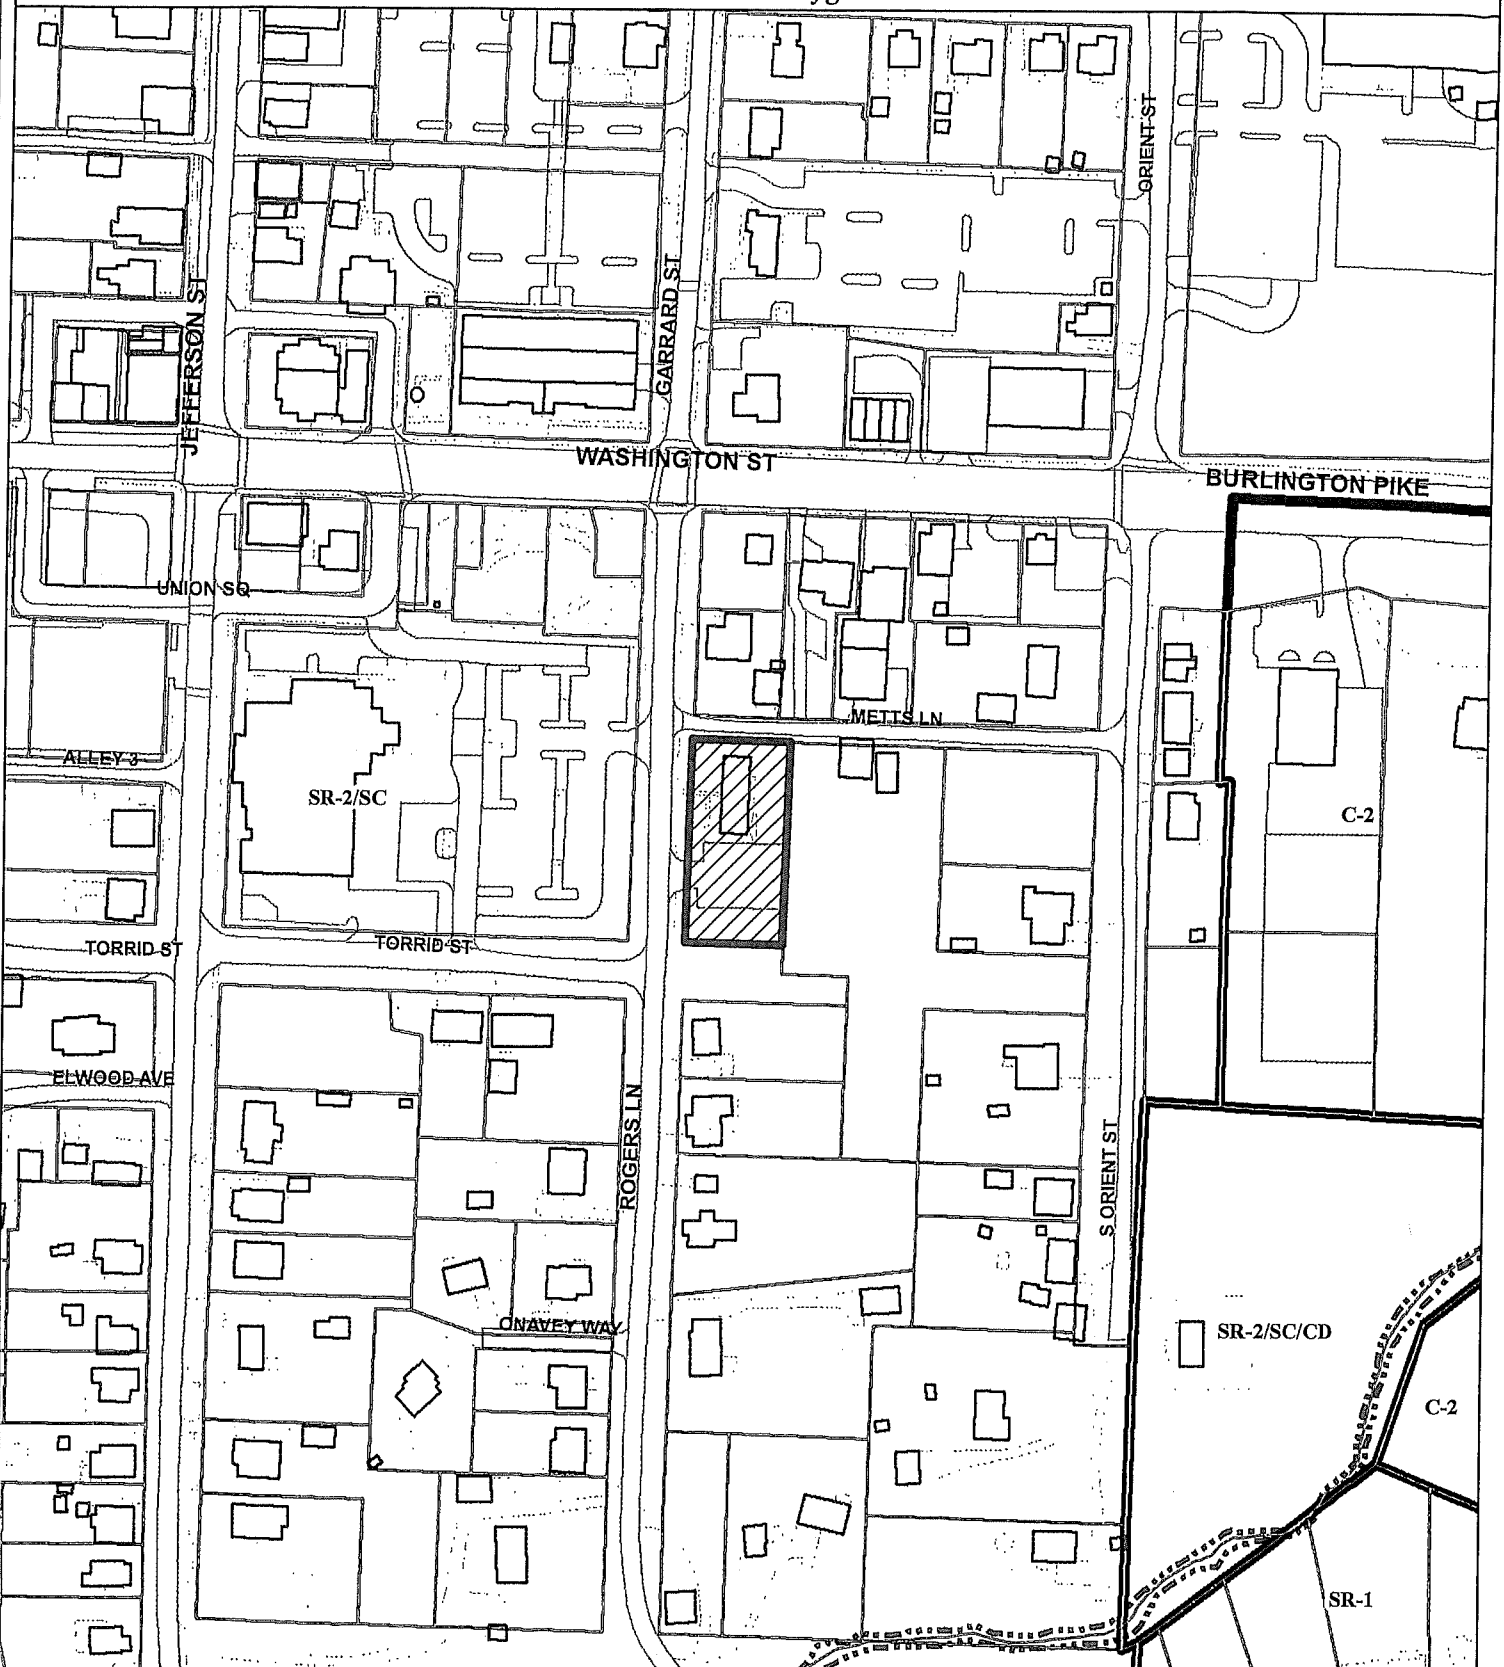 ORIENT ST
JEFFERSON ST
GARRARD ST
WASHINGTON ST
BURLINGTON PIKE
UNION SQ
METTS LN
ALLEY 3
SR-2/SC
C-2
TORRID ST
TORRID ST
ELWOOD AVE
ROGERS LN
S ORIENT ST
ONAVEY WAY
SR-2/SC/CD
C-2
SR-1